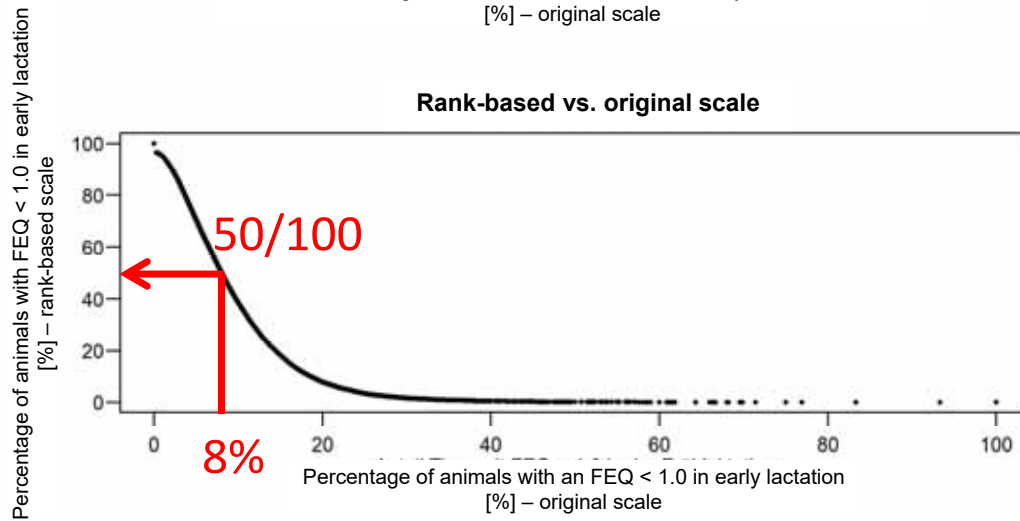 [%] – original scale
Rank-based vs. original scale
Percentage of animals with FEQ < 1.0 in early lactation
[%] – rank-based scale
100
80
60
40
20
0
50/100
0
20
40
60
80
100
8%
Percentage of animals with an FEQ < 1.0 in early lactation
[%] – original scale